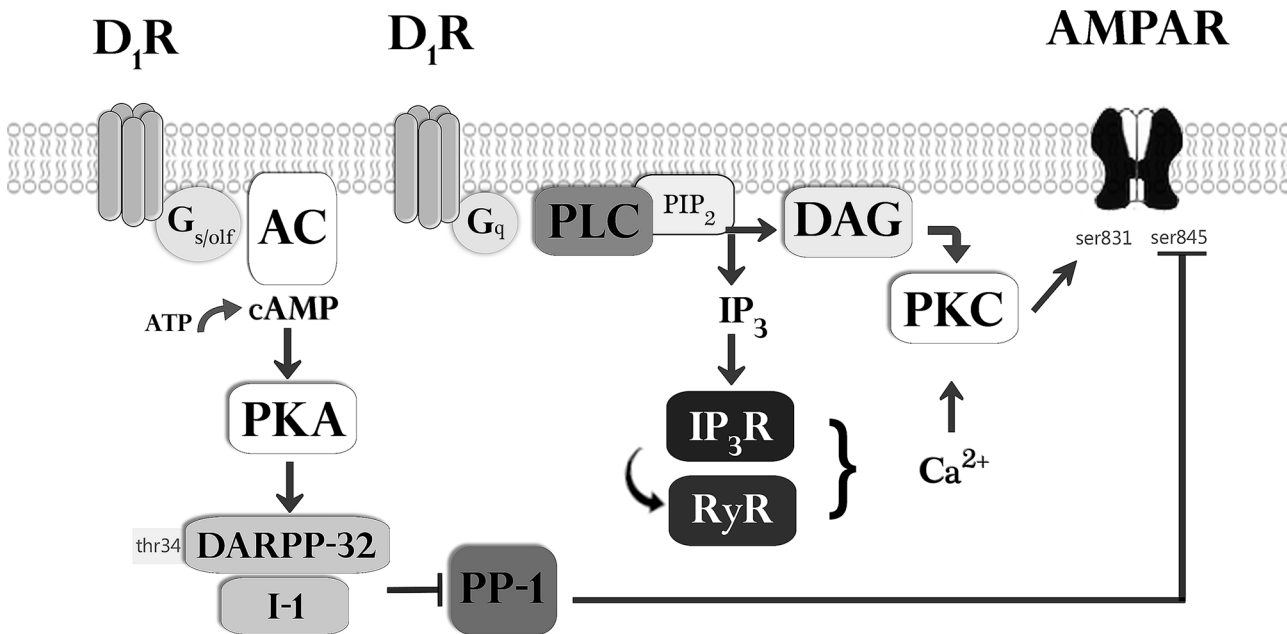 D₁R
D₁R
AMPAR
G s/olf
AC
Gq
PLC
PIP₂
DAG
ser831
ser845
ATP
cAMP
IP₃
PKC
PKA
IP₃R
Ca²⁺
RyR
thr34
DARPP-32
I-1
PP-1
}